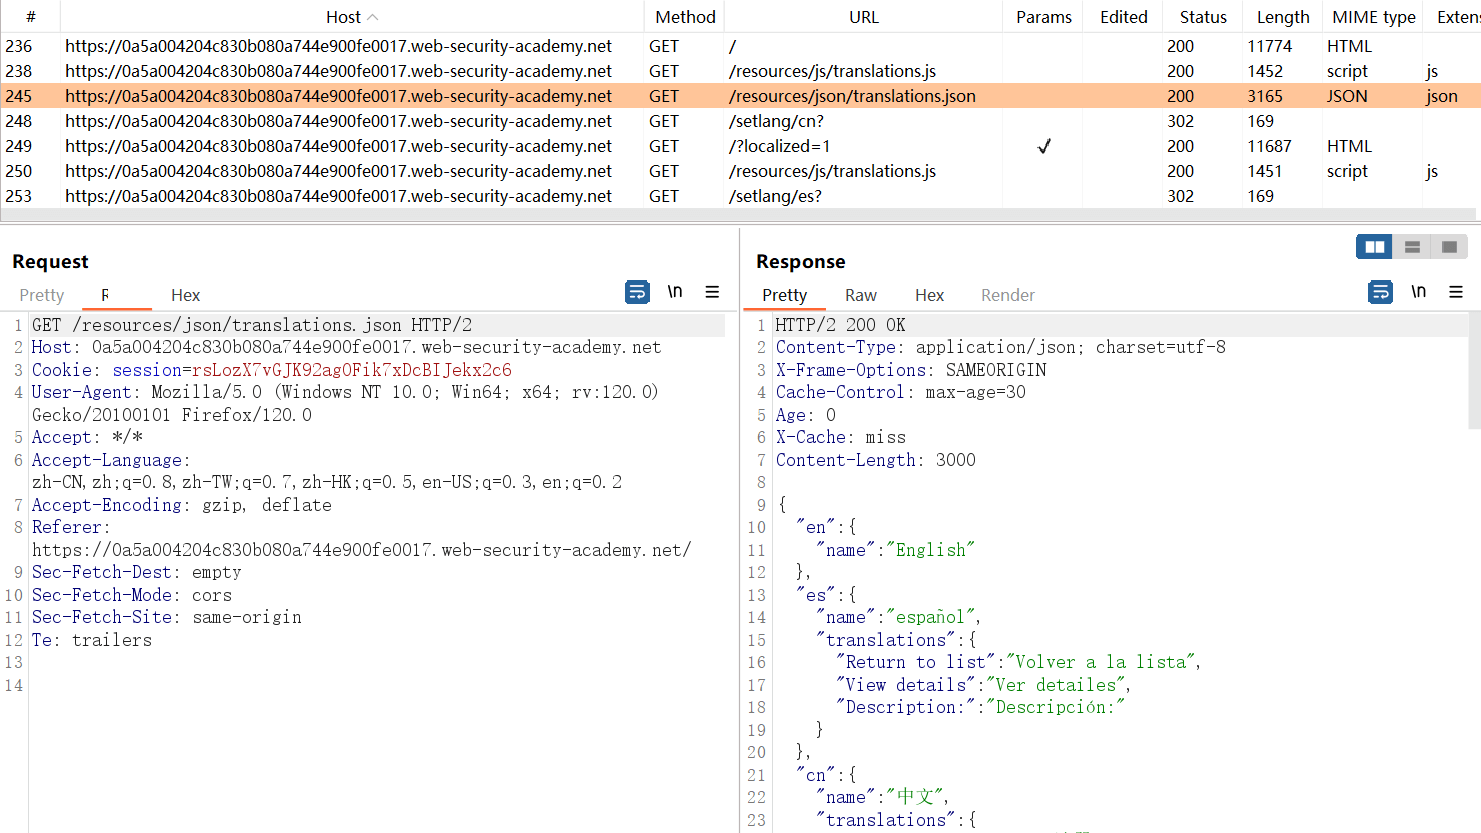 # Host Method URL Params Edited Status Length MIME type Extens
236 https://0a5a004204c830b080a744e900fe0017.web-security-academy.net GET / 200 11774 HTML
238 https://0a5a004204c830b080a744e900fe0017.web-security-academy.net GET /resources/js/translations.js 200 1452 script js
245 https://0a5a004204c830b080a744e900fe0017.web-security-academy.net GET /resources/json/translations.json 200 3165 JSON json
248 https://0a5a004204c830b080a744e900fe0017.web-security-academy.net GET /setlang/cn? 302 169
249 https://0a5a004204c830b080a744e900fe0017.web-security-academy.net GET /?localized=1 ✓ 200 11687 HTML
250 https://0a5a004204c830b080a744e900fe0017.web-security-academy.net GET /resources/js/translations.js 200 1451 script js
253 https://0a5a004204c830b080a744e900fe0017.web-security-academy.net GET /setlang/es? 302 169
Request
Pretty R Hex \n
1 GET /resources/json/translations.json HTTP/2
2 Host: 0a5a004204c830b080a744e900fe0017.web-security-academy.net
3 Cookie: session=rsLozX7vGJK92agOFik7xDcBIJekx2c6
4 User-Agent: Mozilla/5.0 (Windows NT 10.0; Win64; x64; rv:120.0)
Gecko/20100101 Firefox/120.0
5 Accept: */*
6 Accept-Language:
zh-CN,zh;q=0.8,zh-TW;q=0.7,zh-HK;q=0.5,en-US;q=0.3,en;q=0.2
7 Accept-Encoding: gzip, deflate
8 Referer:
https://0a5a004204c830b080a744e900fe0017.web-security-academy.net/
9 Sec-Fetch-Dest: empty
10 Sec-Fetch-Mode: cors
11 Sec-Fetch-Site: same-origin
12 Te: trailers
13
14
Response
Pretty Raw Hex Render \n
1 HTTP/2 200 OK
2 Content-Type: application/json; charset=utf-8
3 X-Frame-Options: SAMEORIGIN
4 Cache-Control: max-age=30
5 Age: 0
6 X-Cache: miss
7 Content-Length: 3000
8
9 {
10 "en":{
11 "name":"English"
12 },
13 "es":{
14 "name":"español",
15 "translations":{
16 "Return to list":"Volver a la lista",
17 "View details":"Ver detailes",
18 "Description:":"Descripción:"
19 }
20 },
21 "cn":{
22 "name":"中文",
23 "translations":{